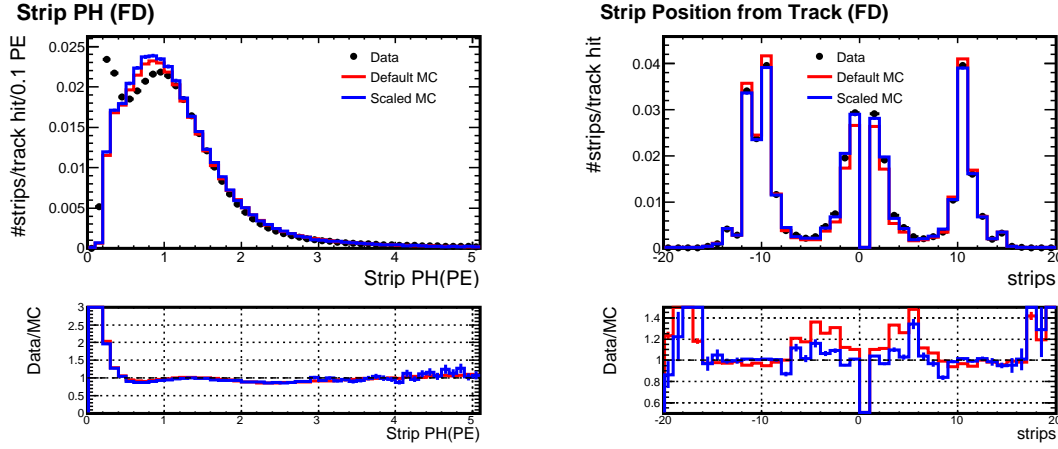 Strip PH (FD)
#strips/track hit/0.1 PE
0.025
0.02
0.015
0.01
0.005
0
Data
Default MC
Scaled MC
0 1 2 3 4 5
Strip PH(PE)
Data/MC
3
2.5
2
1.5
1
0.5
0
0 1 2 3 4 5
Strip PH(PE)
Strip Position from Track (FD)
#strips/track hit
0.04
0.03
0.02
0.01
0
Data
Default MC
Scaled MC
-20 -10 0 10 20
strips
Data/MC
1.4
1.2
1
0.8
0.6
-20 -10 0 10 20
strips